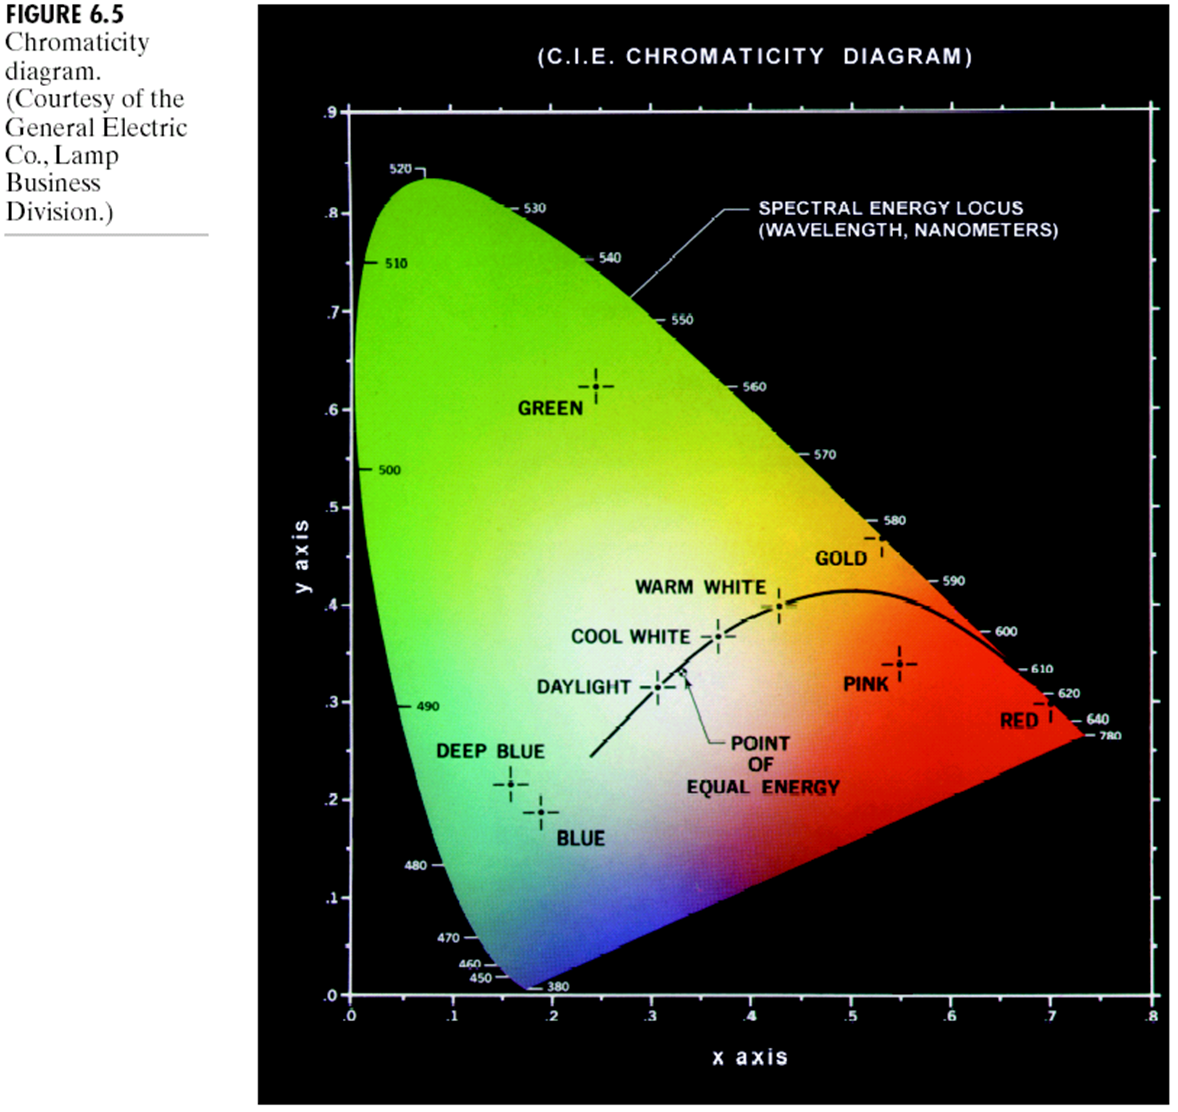 FIGURE 6.5
Chromaticity
diagram.
(Courtesy of the
General Electric
Co., Lamp
Business
Division.)
(C.I.E. CHROMATICITY DIAGRAM)
.9
520
.8
530
SPECTRAL ENERGY LOCUS
(WAVELENGTH, NANOMETERS)
510
540
.7
550
560
GREEN
.6
570
500
.5
580
GOLD
y axis
590
WARM WHITE
.4
COOL WHITE
600
610
DAYLIGHT
PINK
620
.3
490
RED
640
780
DEEP BLUE
POINT
OF
EQUAL ENERGY
.2
BLUE
480
.1
470
460
450
380
.0
.0 .1 .2 .3 .4 .5 .6 .7 .8
x axis